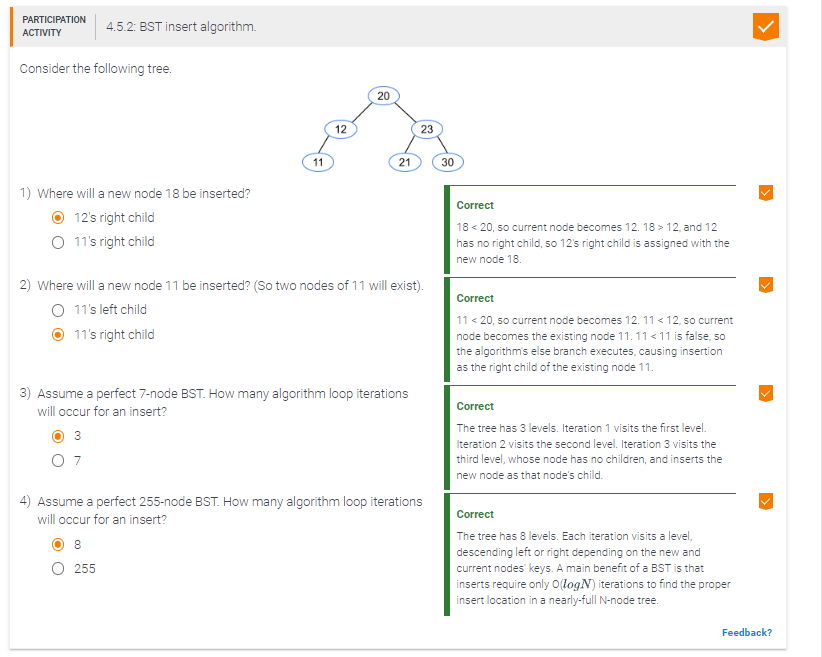 PARTICIPATION
ACTIVITY
4.5.2: BST insert algorithm.
Consider the following tree.
20
12
23
11
21
30
1) Where will a new node 18 be inserted?
12's right child
11's right child
Correct
18 < 20, so current node becomes 12. 18 > 12, and 12
has no right child, so 12's right child is assigned with the
new node 18.
2) Where will a new node 11 be inserted? (So two nodes of 11 will exist).
11's left child
11's right child
Correct
11 < 20, so current node becomes 12. 11 < 12, so current
node becomes the existing node 11. 11 < 11 is false, so
the algorithm's else branch executes, causing insertion
as the right child of the existing node 11.
3) Assume a perfect 7-node BST. How many algorithm loop iterations
will occur for an insert?
3
7
Correct
The tree has 3 levels. Iteration 1 visits the first level.
Iteration 2 visits the second level. Iteration 3 visits the
third level, whose node has no children, and inserts the
new node as that node's child.
4) Assume a perfect 255-node BST. How many algorithm loop iterations
will occur for an insert?
8
255
Correct
The tree has 8 levels. Each iteration visits a level,
descending left or right depending on the new and
current nodes' keys. A main benefit of a BST is that
inserts require only O(logN) iterations to find the proper
insert location in a nearly-full N-node tree.
Feedback?